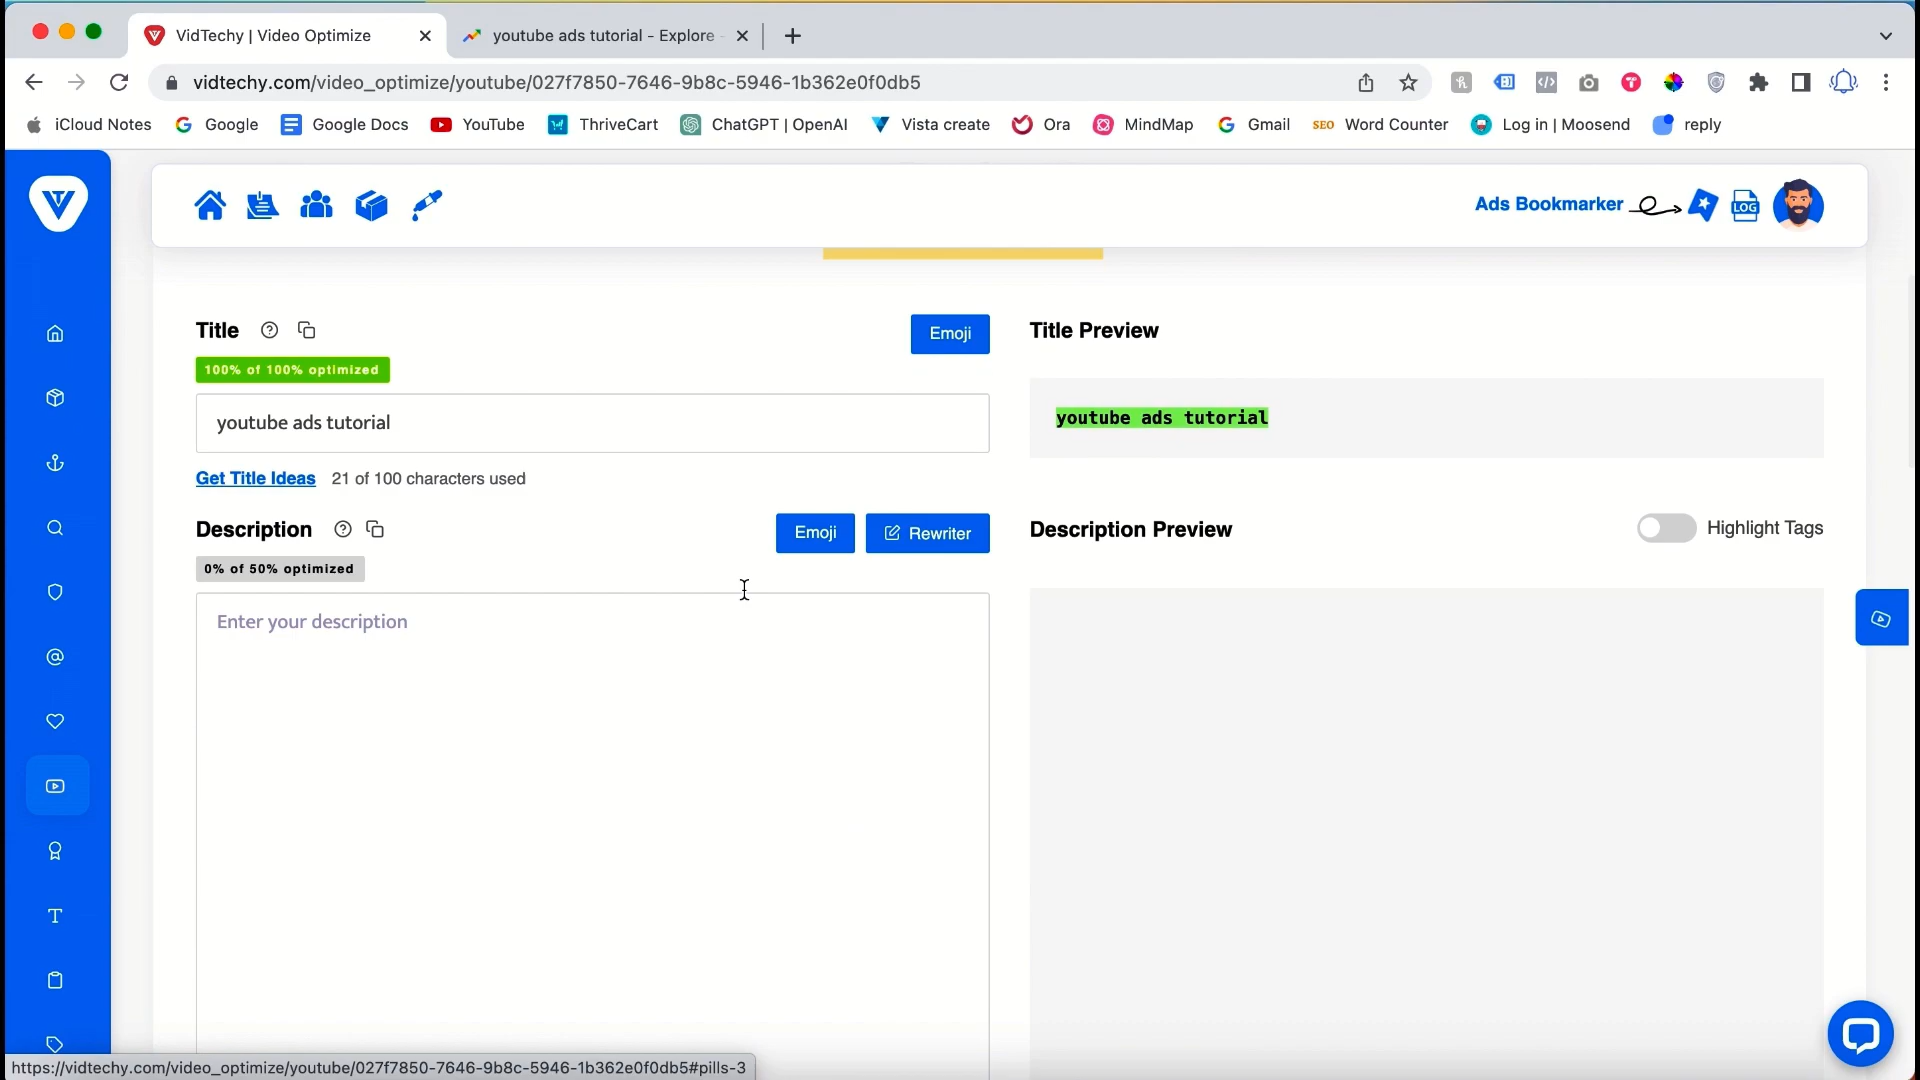 VidTechy | Video Optimize
youtube ads tutorial - Explore
vidtechy.com/video_optimize/youtube/027f7850-7646-9b8c-5946-1b362e0f0db5
iCloud Notes
Google
Google Docs
YouTube
ThriveCart
ChatGPT | OpenAI
Vista create
Ora
MindMap
Gmail
SEO
Word Counter
Log in | Moosend
reply
Ads Bookmarker
LOG
Title
Emoji
Title Preview
100% of 100% optimized
youtube ads tutorial
youtube ads tutorial
Get Title Ideas
21 of 100 characters used
Description
Emoji
Rewriter
Description Preview
Highlight Tags
0% of 50% optimized
Enter your description
https://vidtechy.com/video_optimize/youtube/027f7850-7646-9b8c-5946-1b362e0f0db5#pills-3